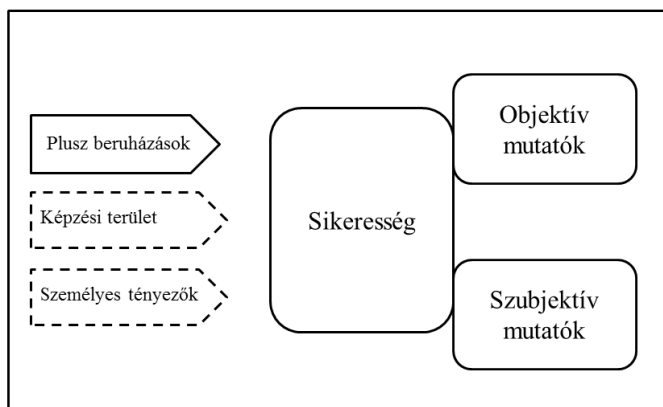 Plusz beruházások
Képzési terület
Személyes tényezők
Sikeresség
Objektív
mutatók
Szubjektív
mutatók